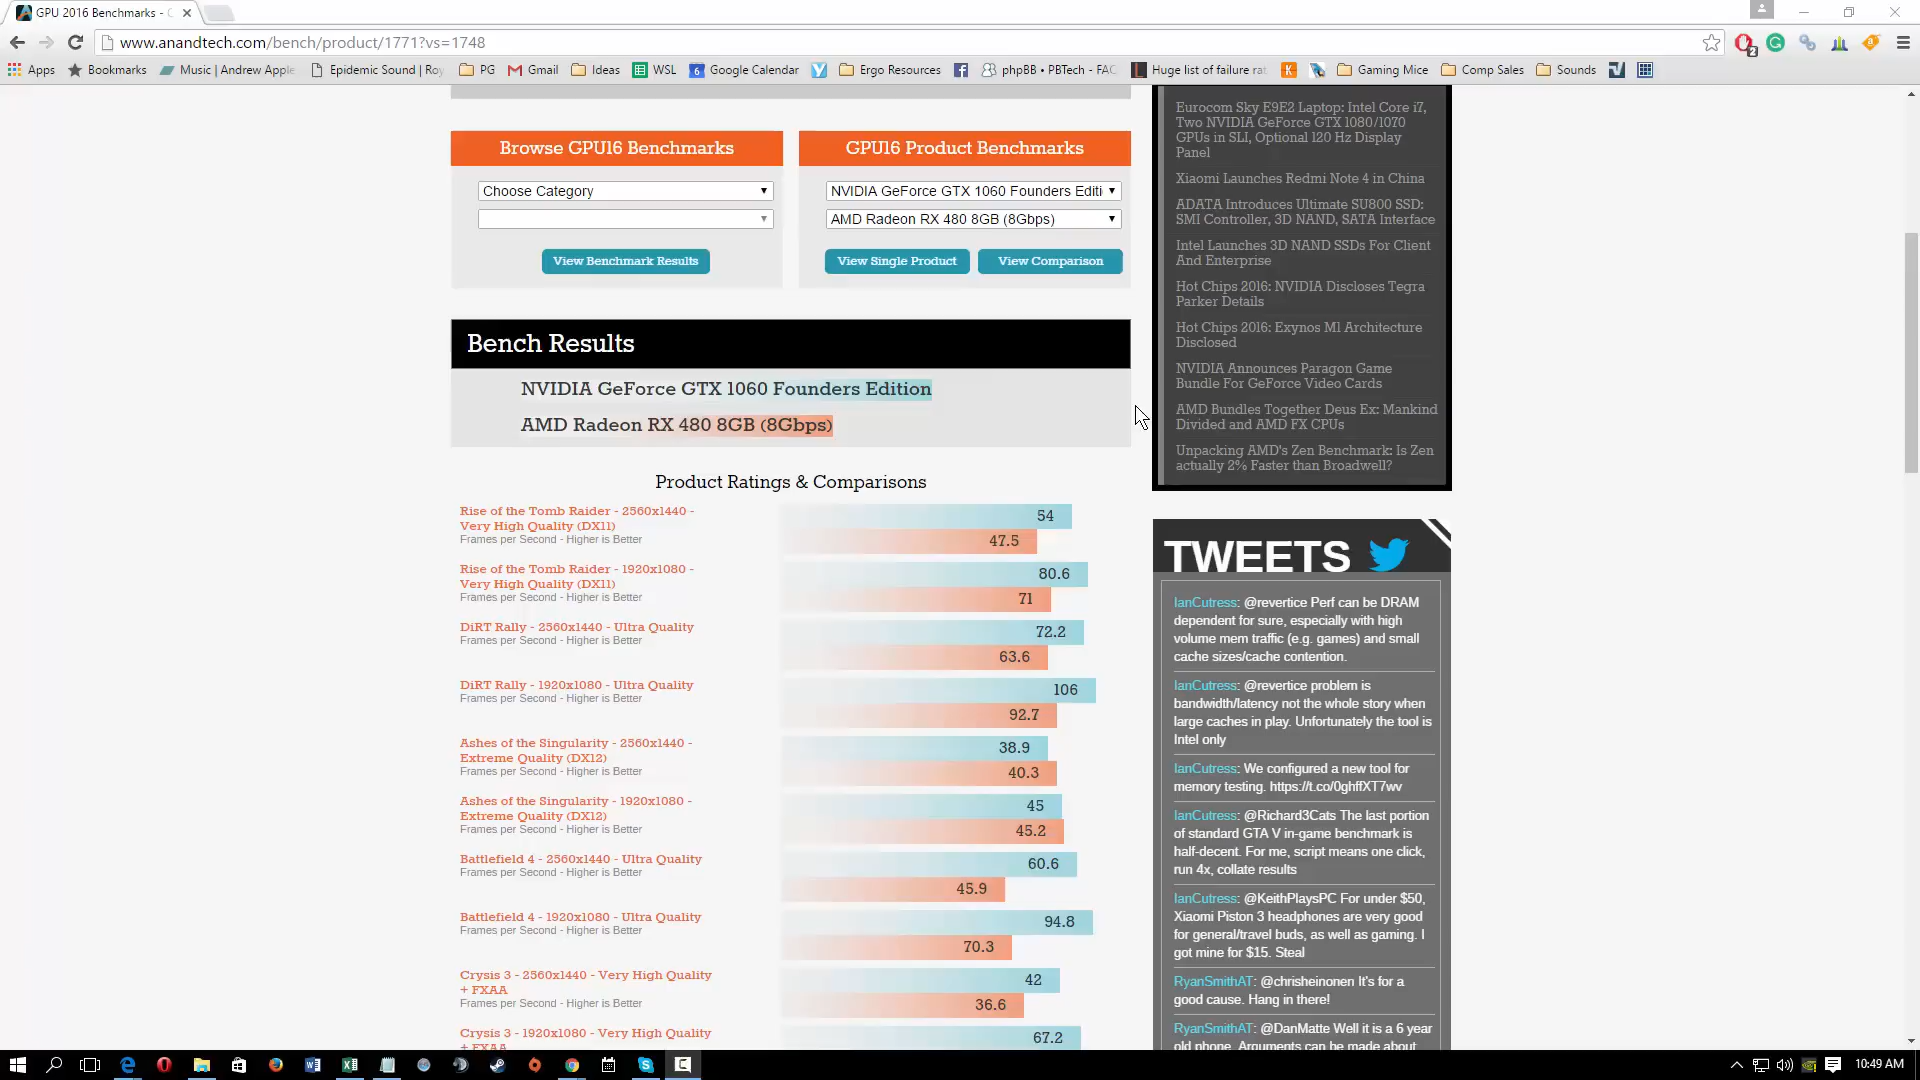 GPU 2016 Benchmarks -
www.anandtech.com/bench/product/1771?vs=1748
2
Apps
Bookmarks
Music | Andrew Apple
Epidemic Sound | Roy
PG
Gmail
Ideas
WSL
6
Google Calendar
Ergo Resources
phpBB • PBTech - FAC
Huge list of failure rat
Gaming Mice
Comp Sales
Sounds
Browse GPU16 Benchmarks
Choose Category
View Benchmark Results
GPU16 Product Benchmarks
NVIDIA GeForce GTX 1060 Founders Editi
AMD Radeon RX 480 8GB (8Gbps)
View Single Product
View Comparison
Bench Results
NVIDIA GeForce GTX 1060 Founders Edition
AMD Radeon RX 480 8GB (8Gbps)
Product Ratings & Comparisons
Rise of the Tomb Raider - 2560x1440 -
Very High Quality (DX11)
Frames per Second - Higher is Better
54
47.5
Rise of the Tomb Raider - 1920x1080 -
Very High Quality (DX11)
Frames per Second - Higher is Better
80.6
71
DiRT Rally - 2560x1440 - Ultra Quality
Frames per Second - Higher is Better
72.2
63.6
DiRT Rally - 1920x1080 - Ultra Quality
Frames per Second - Higher is Better
106
92.7
Ashes of the Singularity - 2560x1440 -
Extreme Quality (DX12)
Frames per Second - Higher is Better
38.9
40.3
Ashes of the Singularity - 1920x1080 -
Extreme Quality (DX12)
Frames per Second - Higher is Better
45
45.2
Battlefield 4 - 2560x1440 - Ultra Quality
Frames per Second - Higher is Better
60.6
45.9
Battlefield 4 - 1920x1080 - Ultra Quality
Frames per Second - Higher is Better
94.8
70.3
Crysis 3 - 2560x1440 - Very High Quality
+ FXAA
Frames per Second - Higher is Better
42
36.6
Crysis 3 - 1920x1080 - Very High Quality
+ FXAA
67.2
Eurocom Sky E9E2 Laptop: Intel Core i7,
Two NVIDIA GeForce GTX 1080/1070
GPUs in SLI, Optional 120 Hz Display
Panel
Xiaomi Launches Redmi Note 4 in China
ADATA Introduces Ultimate SU800 SSD:
SMI Controller, 3D NAND, SATA Interface
Intel Launches 3D NAND SSDs For Client
And Enterprise
Hot Chips 2016: NVIDIA Discloses Tegra
Parker Details
Hot Chips 2016: Exynos M1 Architecture
Disclosed
NVIDIA Announces Paragon Game
Bundle For GeForce Video Cards
AMD Bundles Together Deus Ex: Mankind
Divided and AMD FX CPUs
Unpacking AMD's Zen Benchmark: Is Zen
actually 2% Faster than Broadwell?
TWEETS
IanCutress: @revertice Perf can be DRAM
dependent for sure, especially with high
volume mem traffic (e.g. games) and small
cache sizes/cache contention.
IanCutress: @revertice problem is
bandwidth/latency not the whole story when
large caches in play. Unfortunately the tool is
Intel only
IanCutress: We configured a new tool for
memory testing. https://t.co/0ghffXT7wv
IanCutress: @Richard3Cats The last portion
of standard GTA V in-game benchmark is
half-decent. For me, script means one click,
run 4x, collate results
IanCutress: @KeithPlaysPC For under $50,
Xiaomi Piston 3 headphones are very good
for general/travel buds, as well as gaming. I
got mine for $15. Steal
RyanSmithAT: @chrisheinonen It's for a
good cause. Hang in there!
RyanSmithAT: @DanMatte Well it is a 6 year
old phone. Arguments can be made about
10:49 AM